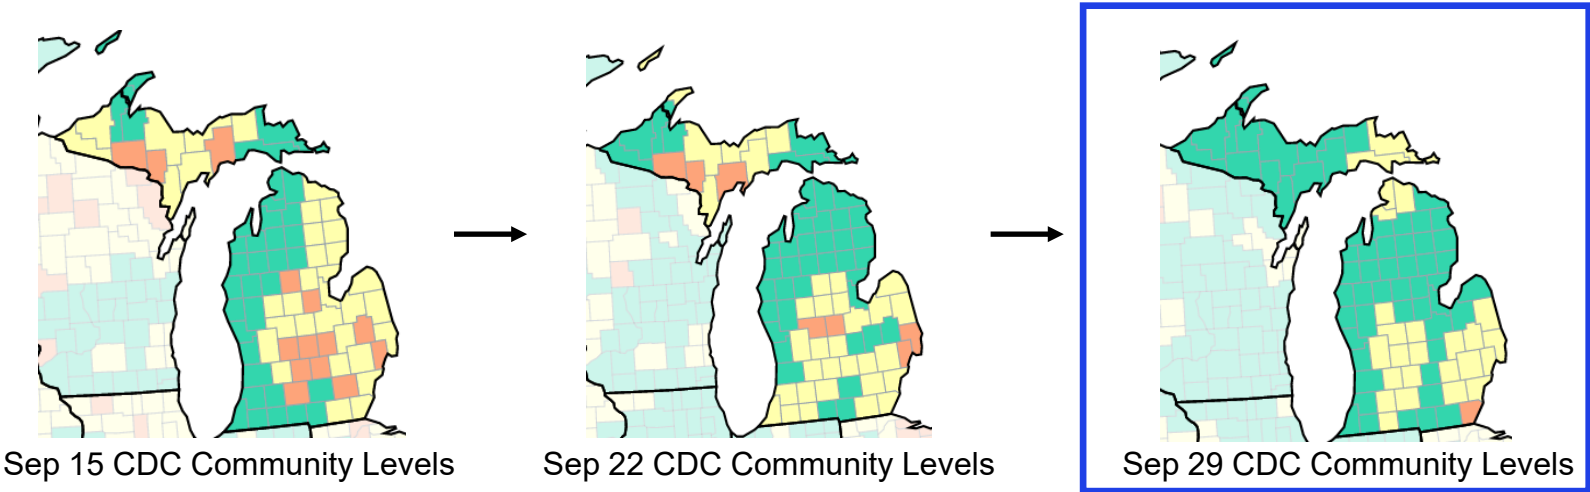 Sep 15 CDC Community Levels
Sep 22 CDC Community Levels
Sep 29 CDC Community Levels